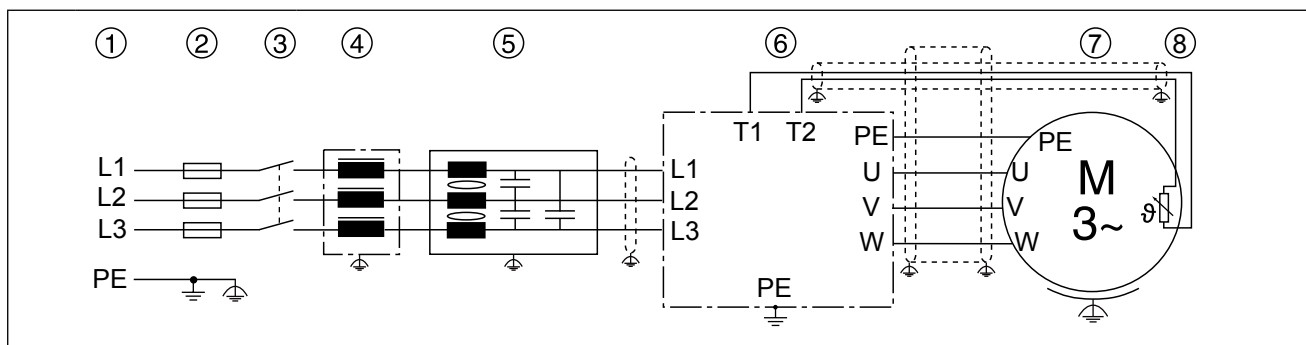 ① ② ③ ④ ⑤ ⑥ ⑦ ⑧
T1 T2
PE PE
L1 L1 U U
L2 L2 V V
L3 L3 W W
M
3~
ϑ
PE PE